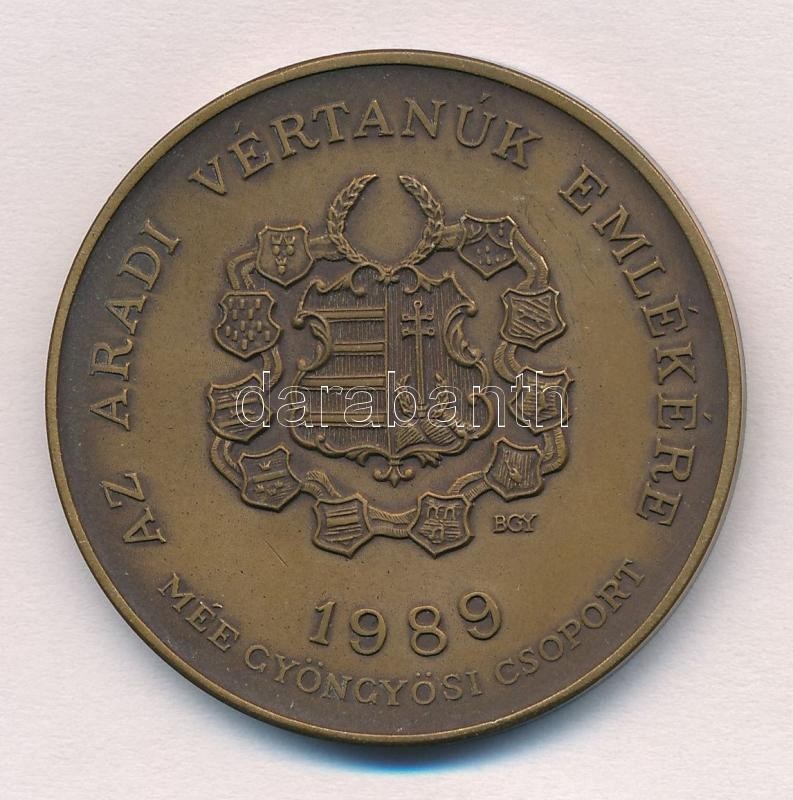 AZ ARADI VÉRTANÚK EMLÉKÉRE
BGY
1989
MÉE GYÖNGYÖSI CSOPORT
darabanth